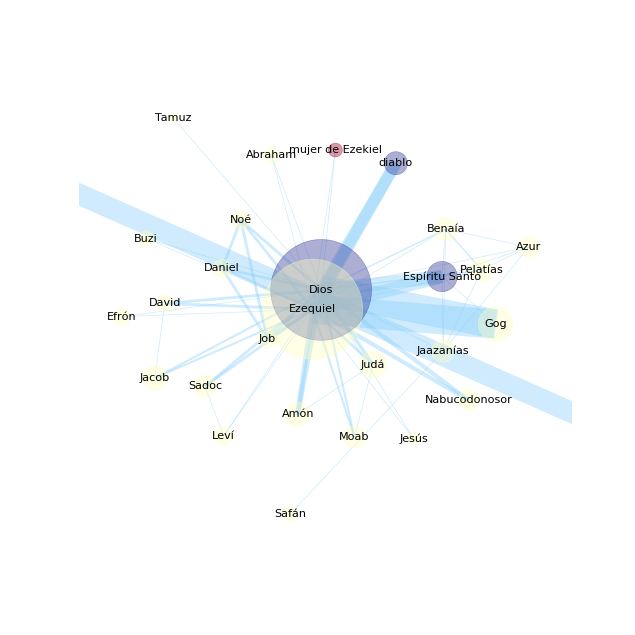 Tamuz
mujer de Ezekiel
Abraham
diablo
Noé
Benaía
Buzi
Azur
Daniel
Pelatías
Espíritu Santo
Dios
David
Ezequiel
Efrón
Gog
Job
Jaazanías
Judá
Jacob
Sadoc
Nabucodonosor
Amón
Leví
Moab
Jesús
Safán